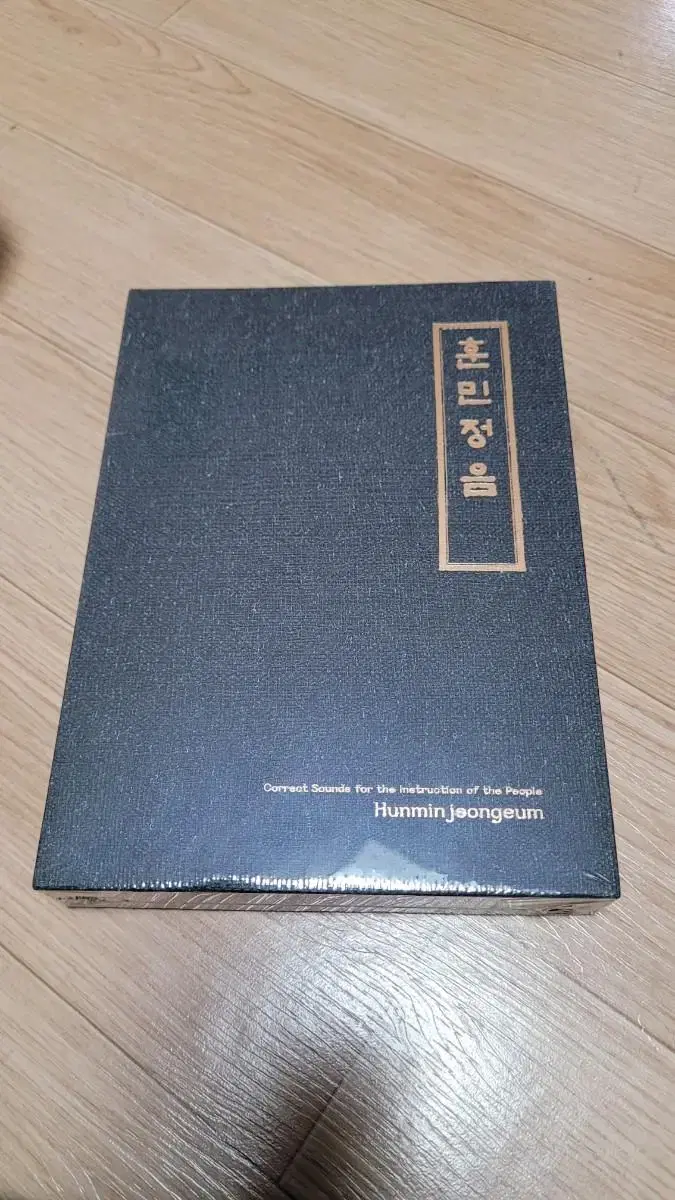 훈민정음
Correct Sounds for the Instruction of the People
Hunminjeongeum